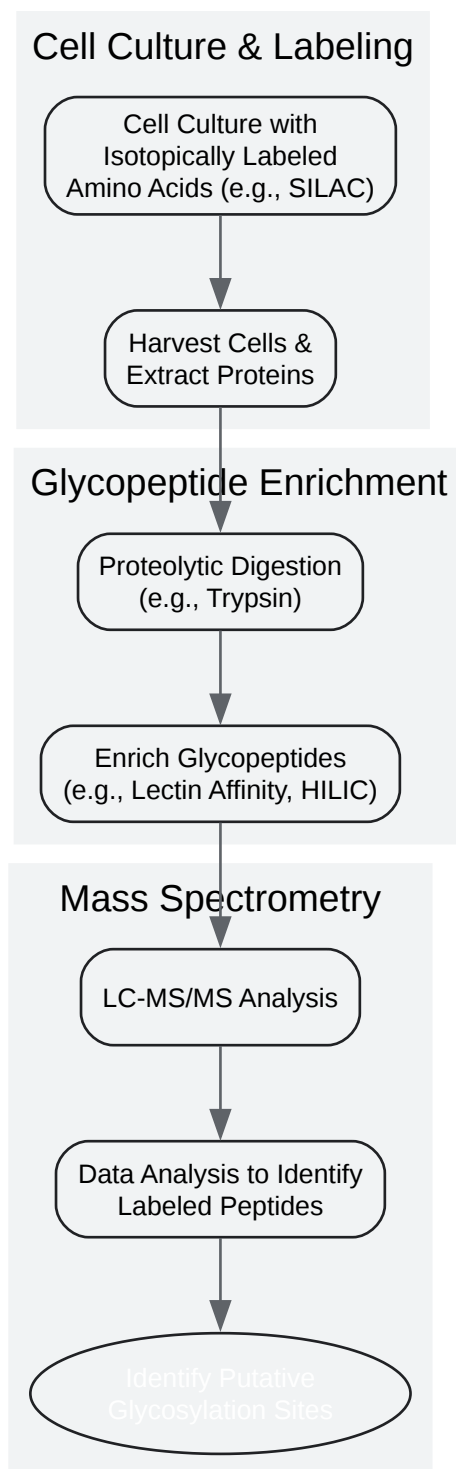 Cell Culture & Labeling
Cell Culture with
Isotopically Labeled
Amino Acids (e.g., SILAC)
Harvest Cells &
Extract Proteins
Glycopeptide Enrichment
Proteolytic Digestion
(e.g., Trypsin)
Enrich Glycopeptides
(e.g., Lectin Affinity, HILIC)
Mass Spectrometry
LC-MS/MS Analysis
Data Analysis to Identify
Labeled Peptides
Identify Putative
Glycosylation Sites